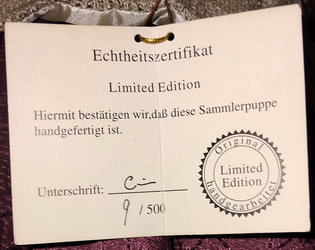 Echtheitszertifikat
Limited Edition
Hiermit bestätigen wir,daß diese Sammlerpuppe
handgefertigt ist.
Original
Limited
Edition
handgearbeitet
Unterschrift:
9/500